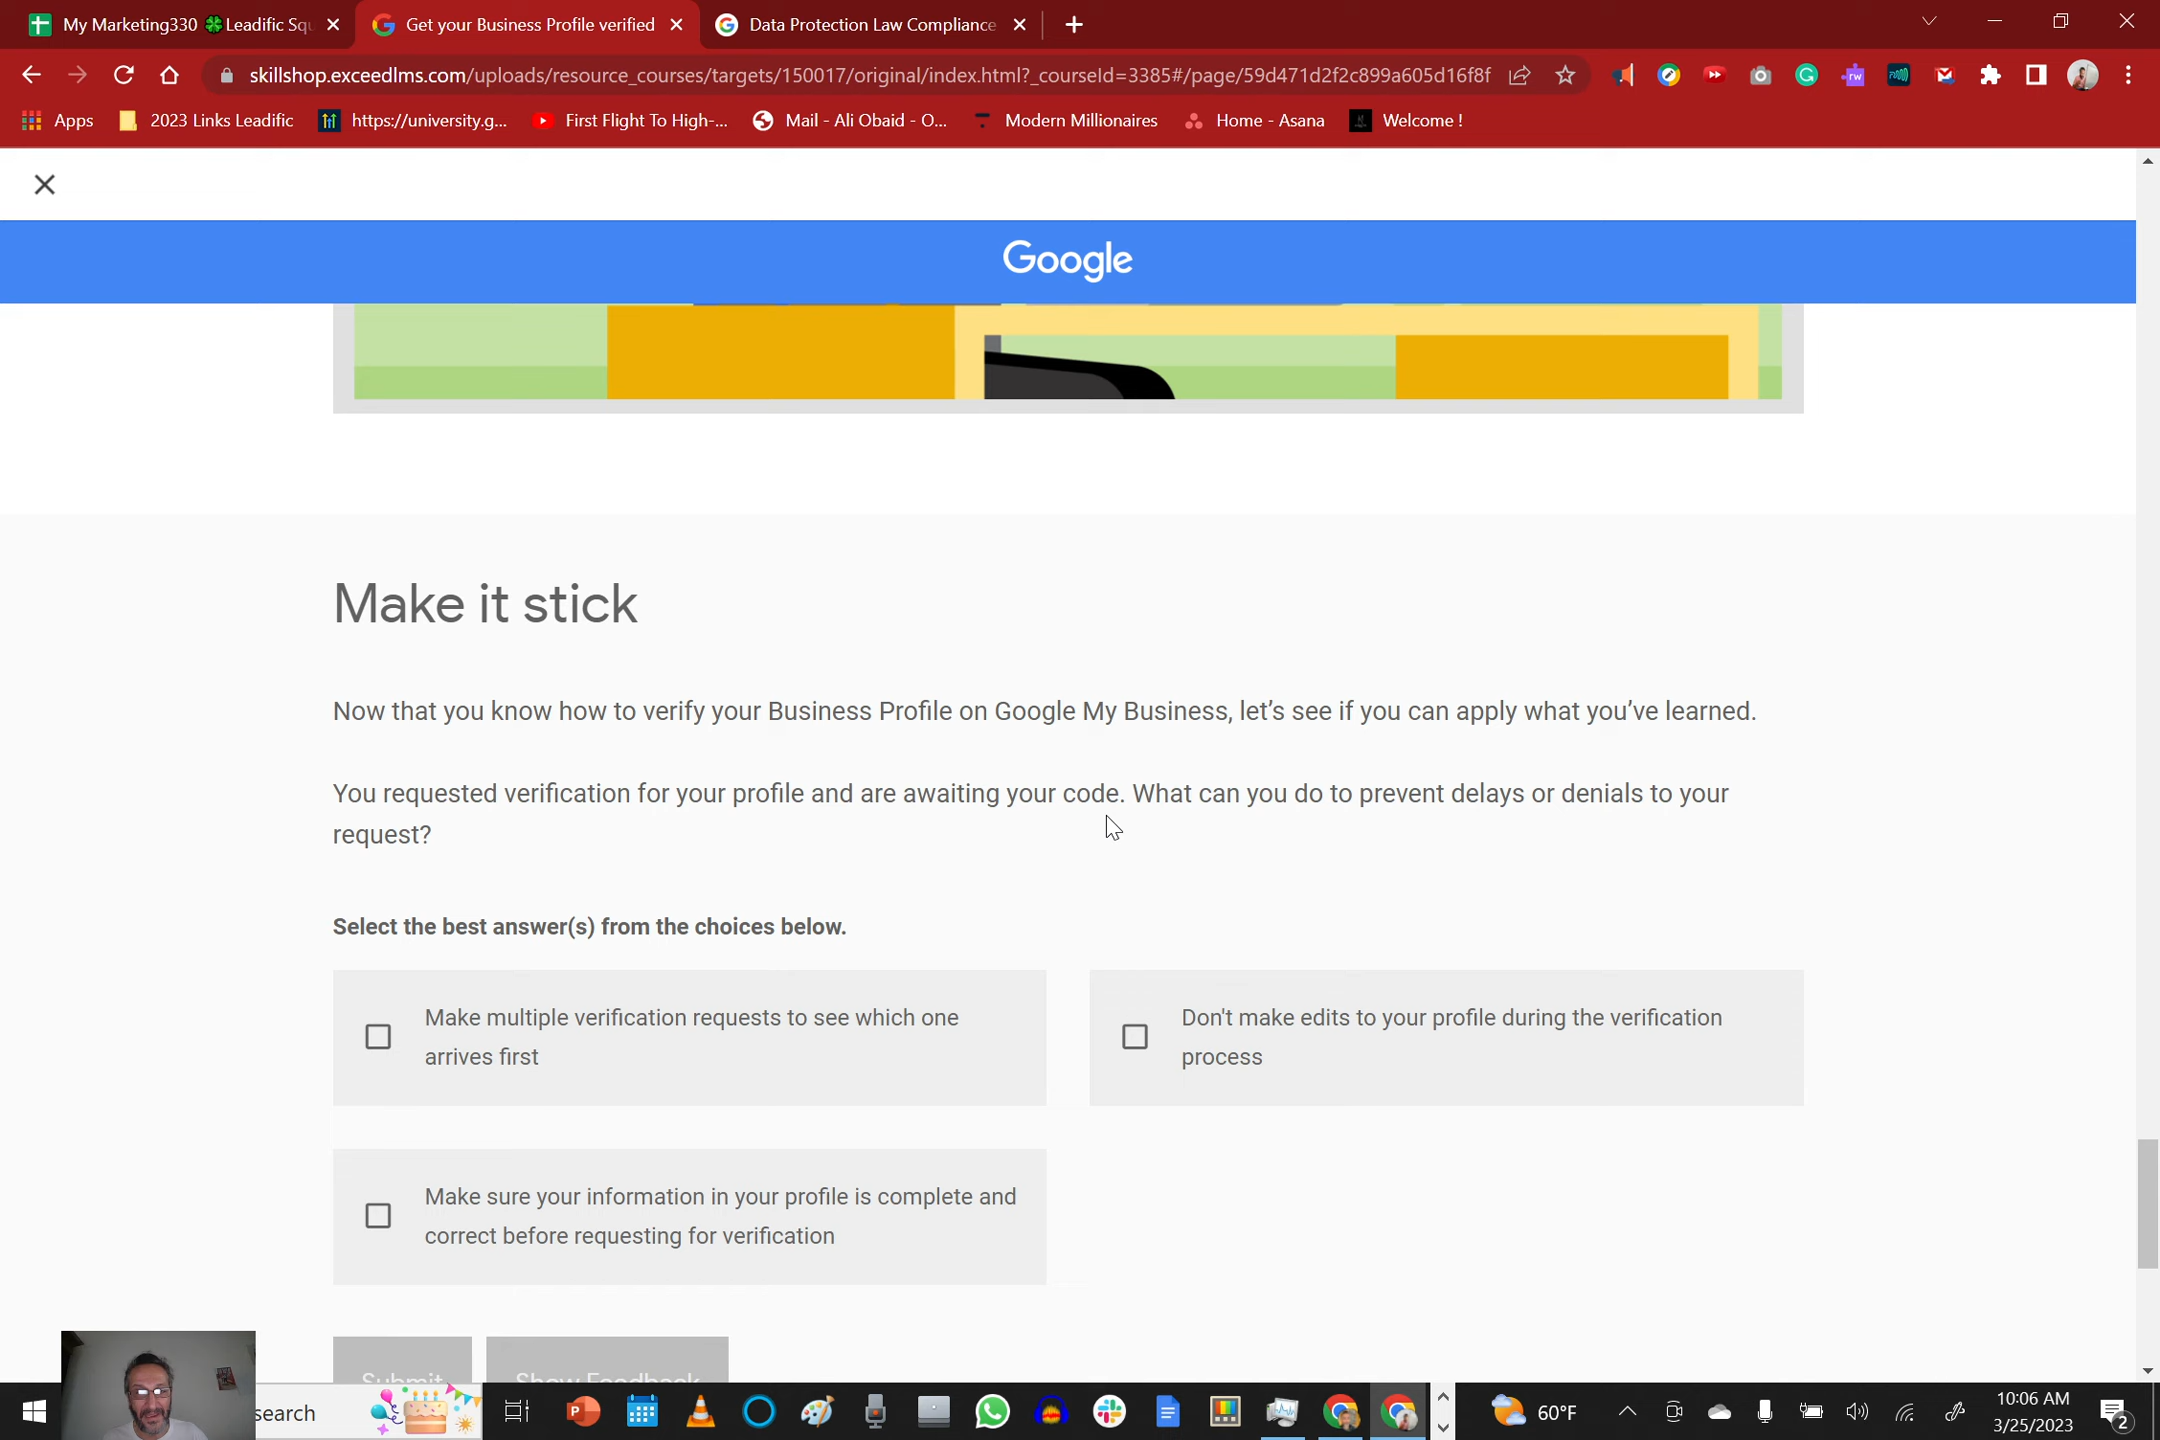 My Marketing330 🍀Leadific Squ
Get your Business Profile verified
Data Protection Law Compliance
skillshop.exceedlms.com/uploads/resource_courses/targets/150017/original/index.html?_courseId=3385#/page/59d471d2f2c899a605d16f8f
Apps
2023 Links Leadific
https://university.g...
First Flight To High-...
Mail - Ali Obaid - O...
Modern Millionaires
Home - Asana
Welcome !
Google
Make it stick
Now that you know how to verify your Business Profile on Google My Business, let’s see if you can apply what you’ve learned.
You requested verification for your profile and are awaiting your code. What can you do to prevent delays or denials to your
request?
Select the best answer(s) from the choices below.
Make multiple verification requests to see which one
arrives first
Don't make edits to your profile during the verification
process
Make sure your information in your profile is complete and
correct before requesting for verification
Submit
Show Feedback
search
60°F
10:06 AM
3/25/2023
2